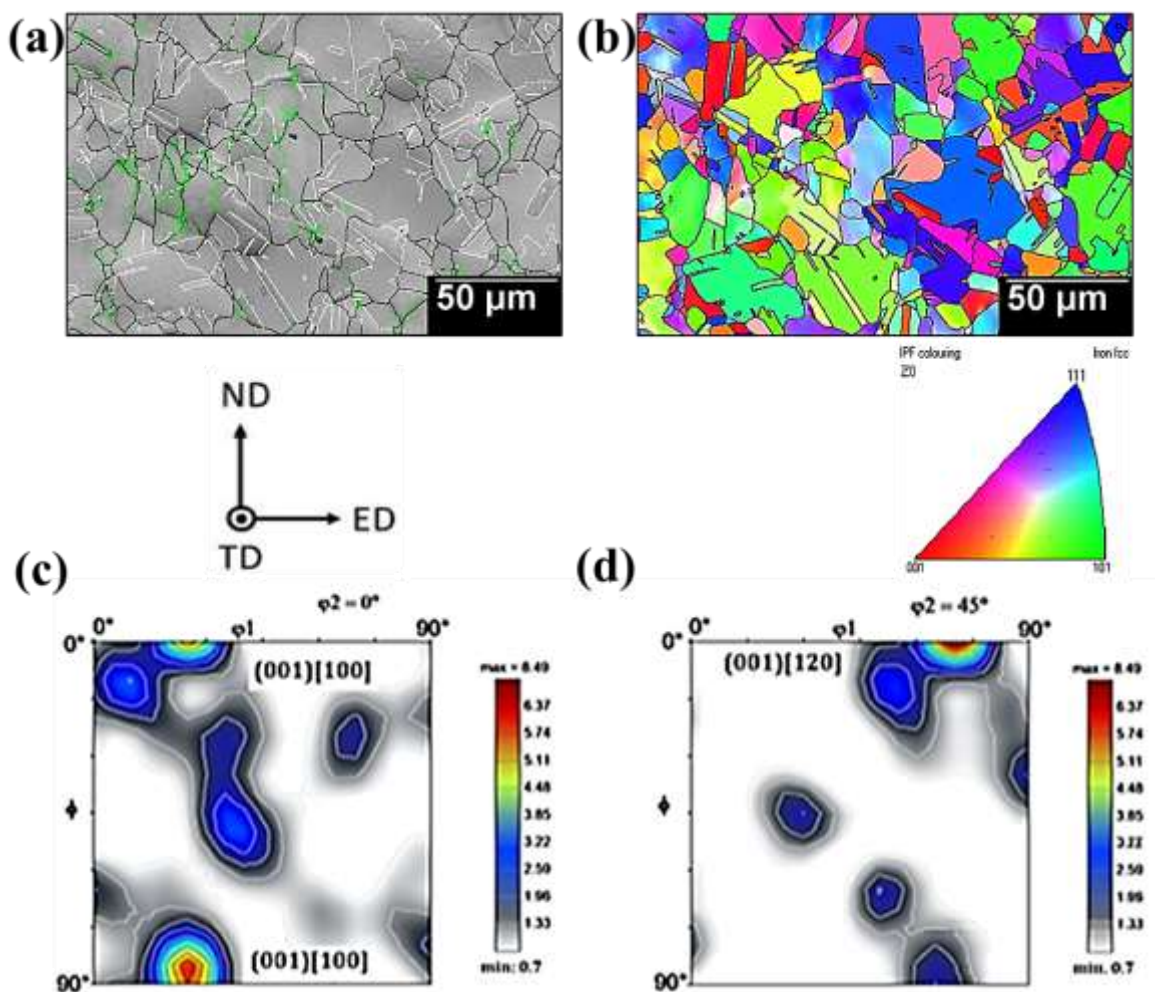 (a)
50 µm
(b)
50 µm
IPF colouring
Iron fcc
111
001
101
ND
ED
TD
(c)
φ2 = 0°
0°
φ1
90°
0°
(001)[100]
ϕ
(001)[100]
90°
max = 8.49
6.37
5.74
5.11
4.48
3.85
3.22
2.59
1.96
1.33
min: 0.7
(d)
φ2 = 45°
0°
φ1
90°
0°
(001)[120]
ϕ
90°
max = 8.49
6.37
5.74
5.11
4.48
3.85
3.22
2.59
1.96
1.33
min. 0.7